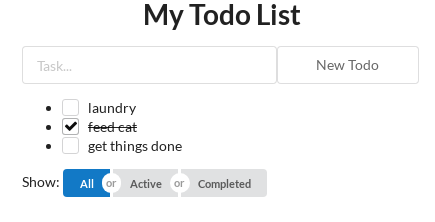 My Todo List
Task... New Todo
laundry
feed cat
get things done
Show: All or Active or Completed